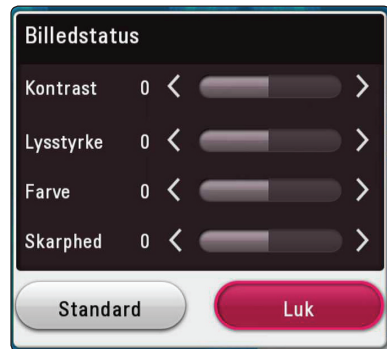 Billedstatus
Kontrast 0
Lysstyrke 0
Farve 0
Skarphed 0
Standard Luk